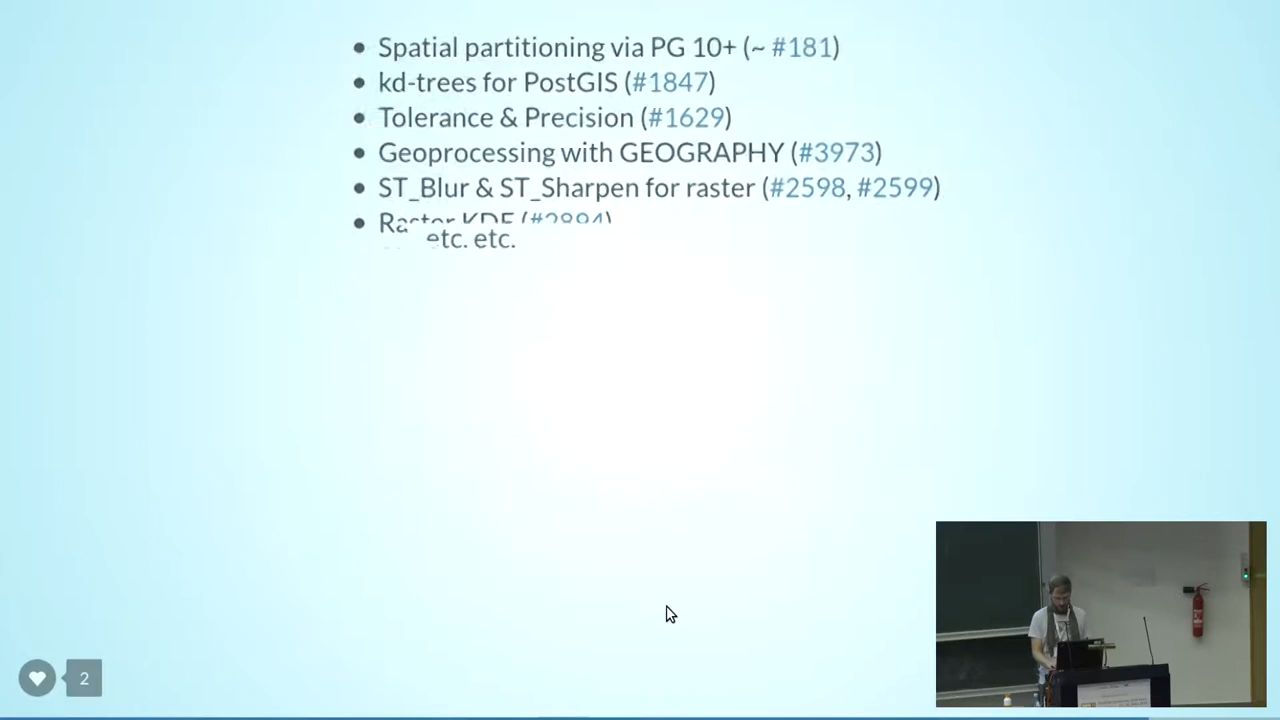 • Spatial partitioning via PG 10+ (~ #181)
• kd-trees for PostGIS (#1847)
• Tolerance & Precision (#1629)
• Geoprocessing with GEOGRAPHY (#3973)
• ST_Blur & ST_Sharpen for raster (#2598, #2599)
• Raster KDE (#2894)
etc. etc.
2